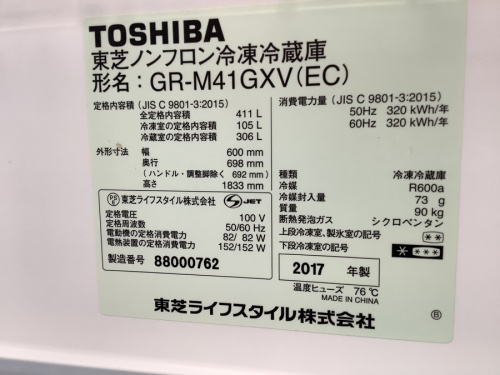 TOSHIBA
東芝ノンフロン冷凍冷蔵庫
形名：GR-M41GXV(EC)
定格内容積 (JIS C 9801-3:2015)
全定格内容積 411 L
冷凍室の定格内容積 105 L
冷蔵室の定格内容積 306 L
外形寸法 幅 600 mm
奥行 698 mm
(ハンドル・調整脚除く 692 mm)
高さ 1833 mm
東芝ライフスタイル株式会社 JET
定格電圧 100 V
定格周波数 50/60 Hz
電動機の定格消費電力 82/ 82 W
電熱装置の定格消費電力 152/152 W
製造番号 88000762
消費電力量 (JIS C 9801-3:2015)
50Hz 320 kWh/年
60Hz 320 kWh/年
種類 冷凍冷蔵庫
冷媒 R600a
冷媒封入量 73 g
質量 90 kg
断熱発泡ガス シクロペンタン
上段冷凍室、製氷室の記号 **
下段冷凍室の記号 * ***
2017 年製
温度ヒューズ 76℃
MADE IN CHINA
東芝ライフスタイル株式会社
Ⓑ